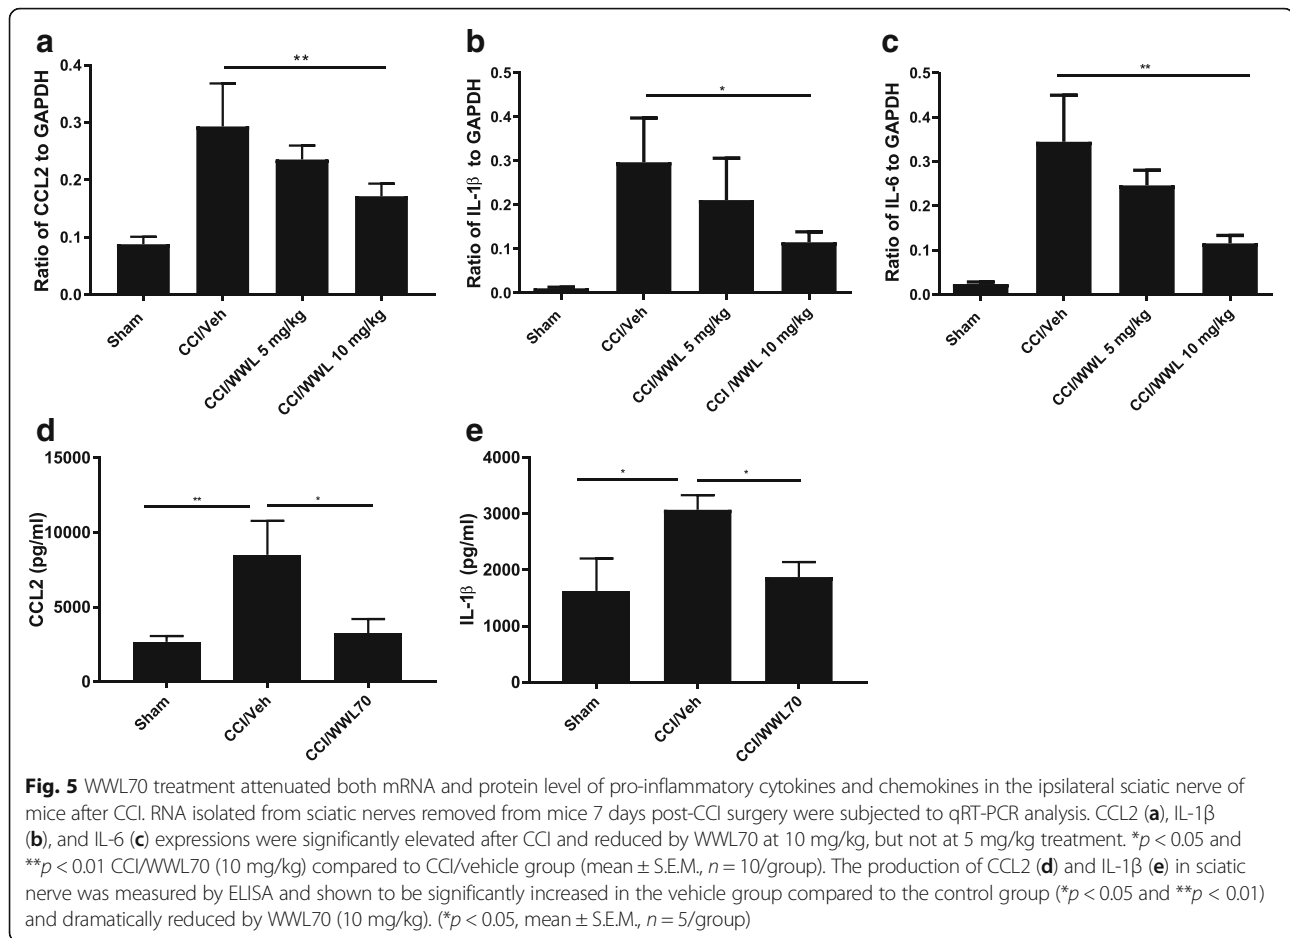 a
**
Ratio of CCL2 to GAPDH
0.4
0.3
0.2
0.1
0.0
Sham
CCI/Veh
CCI/WWL 5 mg/kg
CCI/WWL 10 mg/kg
b
*
Ratio of IL-1β to GAPDH
0.5
0.4
0.3
0.2
0.1
0.0
Sham
CCI/Veh
CCI/WWL 5 mg/kg
CCI /WWL 10 mg/kg
c
**
Ratio of IL-6 to GAPDH
0.5
0.4
0.3
0.2
0.1
0.0
Sham
CCI/Veh
CCI/WWL 5 mg/kg
CCI/WWL 10 mg/kg
d
** *
CCL2 (pg/ml)
15000
10000
5000
0
Sham
CCI/Veh
CCI/WWL70
e
* *
IL-1β (pg/ml)
4000
3000
2000
1000
0
Sham
CCI/Veh
CCI/WWL70
Fig. 5 WWL70 treatment attenuated both mRNA and protein level of pro-inflammatory cytokines and chemokines in the ipsilateral sciatic nerve of
mice after CCI. RNA isolated from sciatic nerves removed from mice 7 days post-CCI surgery were subjected to qRT-PCR analysis. CCL2 (a), IL-1β
(b), and IL-6 (c) expressions were significantly elevated after CCI and reduced by WWL70 at 10 mg/kg, but not at 5 mg/kg treatment. *p < 0.05 and
**p < 0.01 CCI/WWL70 (10 mg/kg) compared to CCI/vehicle group (mean ± S.E.M., n = 10/group). The production of CCL2 (d) and IL-1β (e) in sciatic
nerve was measured by ELISA and shown to be significantly increased in the vehicle group compared to the control group (*p < 0.05 and **p < 0.01)
and dramatically reduced by WWL70 (10 mg/kg). (*p < 0.05, mean ± S.E.M., n = 5/group)